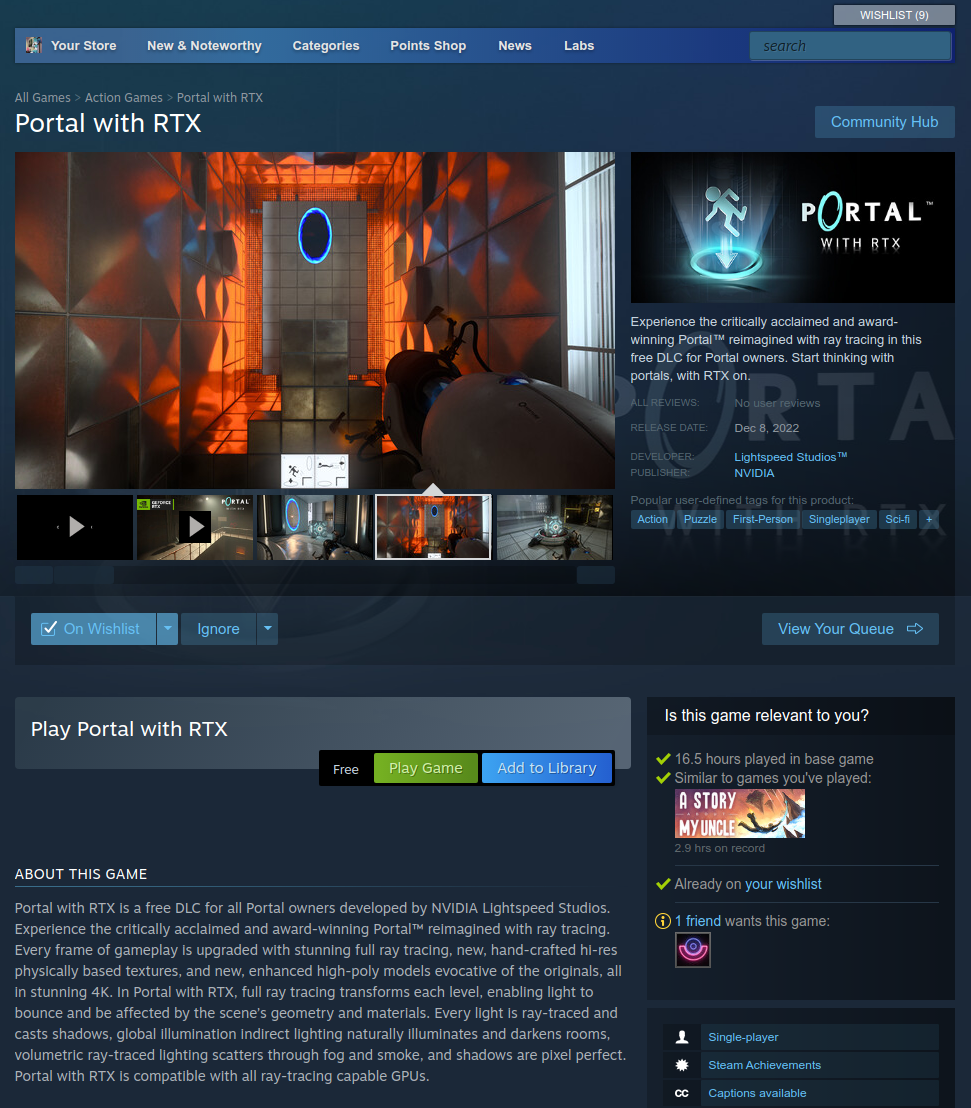 WISHLIST (9)
Your Store
New & Noteworthy
Categories
Points Shop
News
Labs
search
All Games > Action Games > Portal with RTX
Portal with RTX
Community Hub
PORTAL™
WITH RTX
Experience the critically acclaimed and award-
winning Portal™ reimagined with ray tracing in this
free DLC for Portal owners. Start thinking with
portals, with RTX on.
ALL REVIEWS: No user reviews
RELEASE DATE: Dec 8, 2022
DEVELOPER: Lightspeed Studios™
PUBLISHER: NVIDIA
Popular user-defined tags for this product:
Action
Puzzle
First-Person
Singleplayer
Sci-fi
+
GEFORCE RTX
PORTAL
On Wishlist
Ignore
View Your Queue
Play Portal with RTX
Free
Play Game
Add to Library
Is this game relevant to you?
16.5 hours played in base game
Similar to games you've played:
A STORY
ABOUT
MY UNCLE
2.9 hrs on record
Already on your wishlist
1 friend wants this game:
ABOUT THIS GAME
Portal with RTX is a free DLC for all Portal owners developed by NVIDIA Lightspeed Studios.
Experience the critically acclaimed and award-winning Portal™ reimagined with ray tracing.
Every frame of gameplay is upgraded with stunning full ray tracing, new, hand-crafted hi-res
physically based textures, and new, enhanced high-poly models evocative of the originals, all
in stunning 4K. In Portal with RTX, full ray tracing transforms each level, enabling light to
bounce and be affected by the scene's geometry and materials. Every light is ray-traced and
casts shadows, global illumination indirect lighting naturally illuminates and darkens rooms,
volumetric ray-traced lighting scatters through fog and smoke, and shadows are pixel perfect.
Portal with RTX is compatible with all ray-tracing capable GPUs.
Single-player
Steam Achievements
CC
Captions available